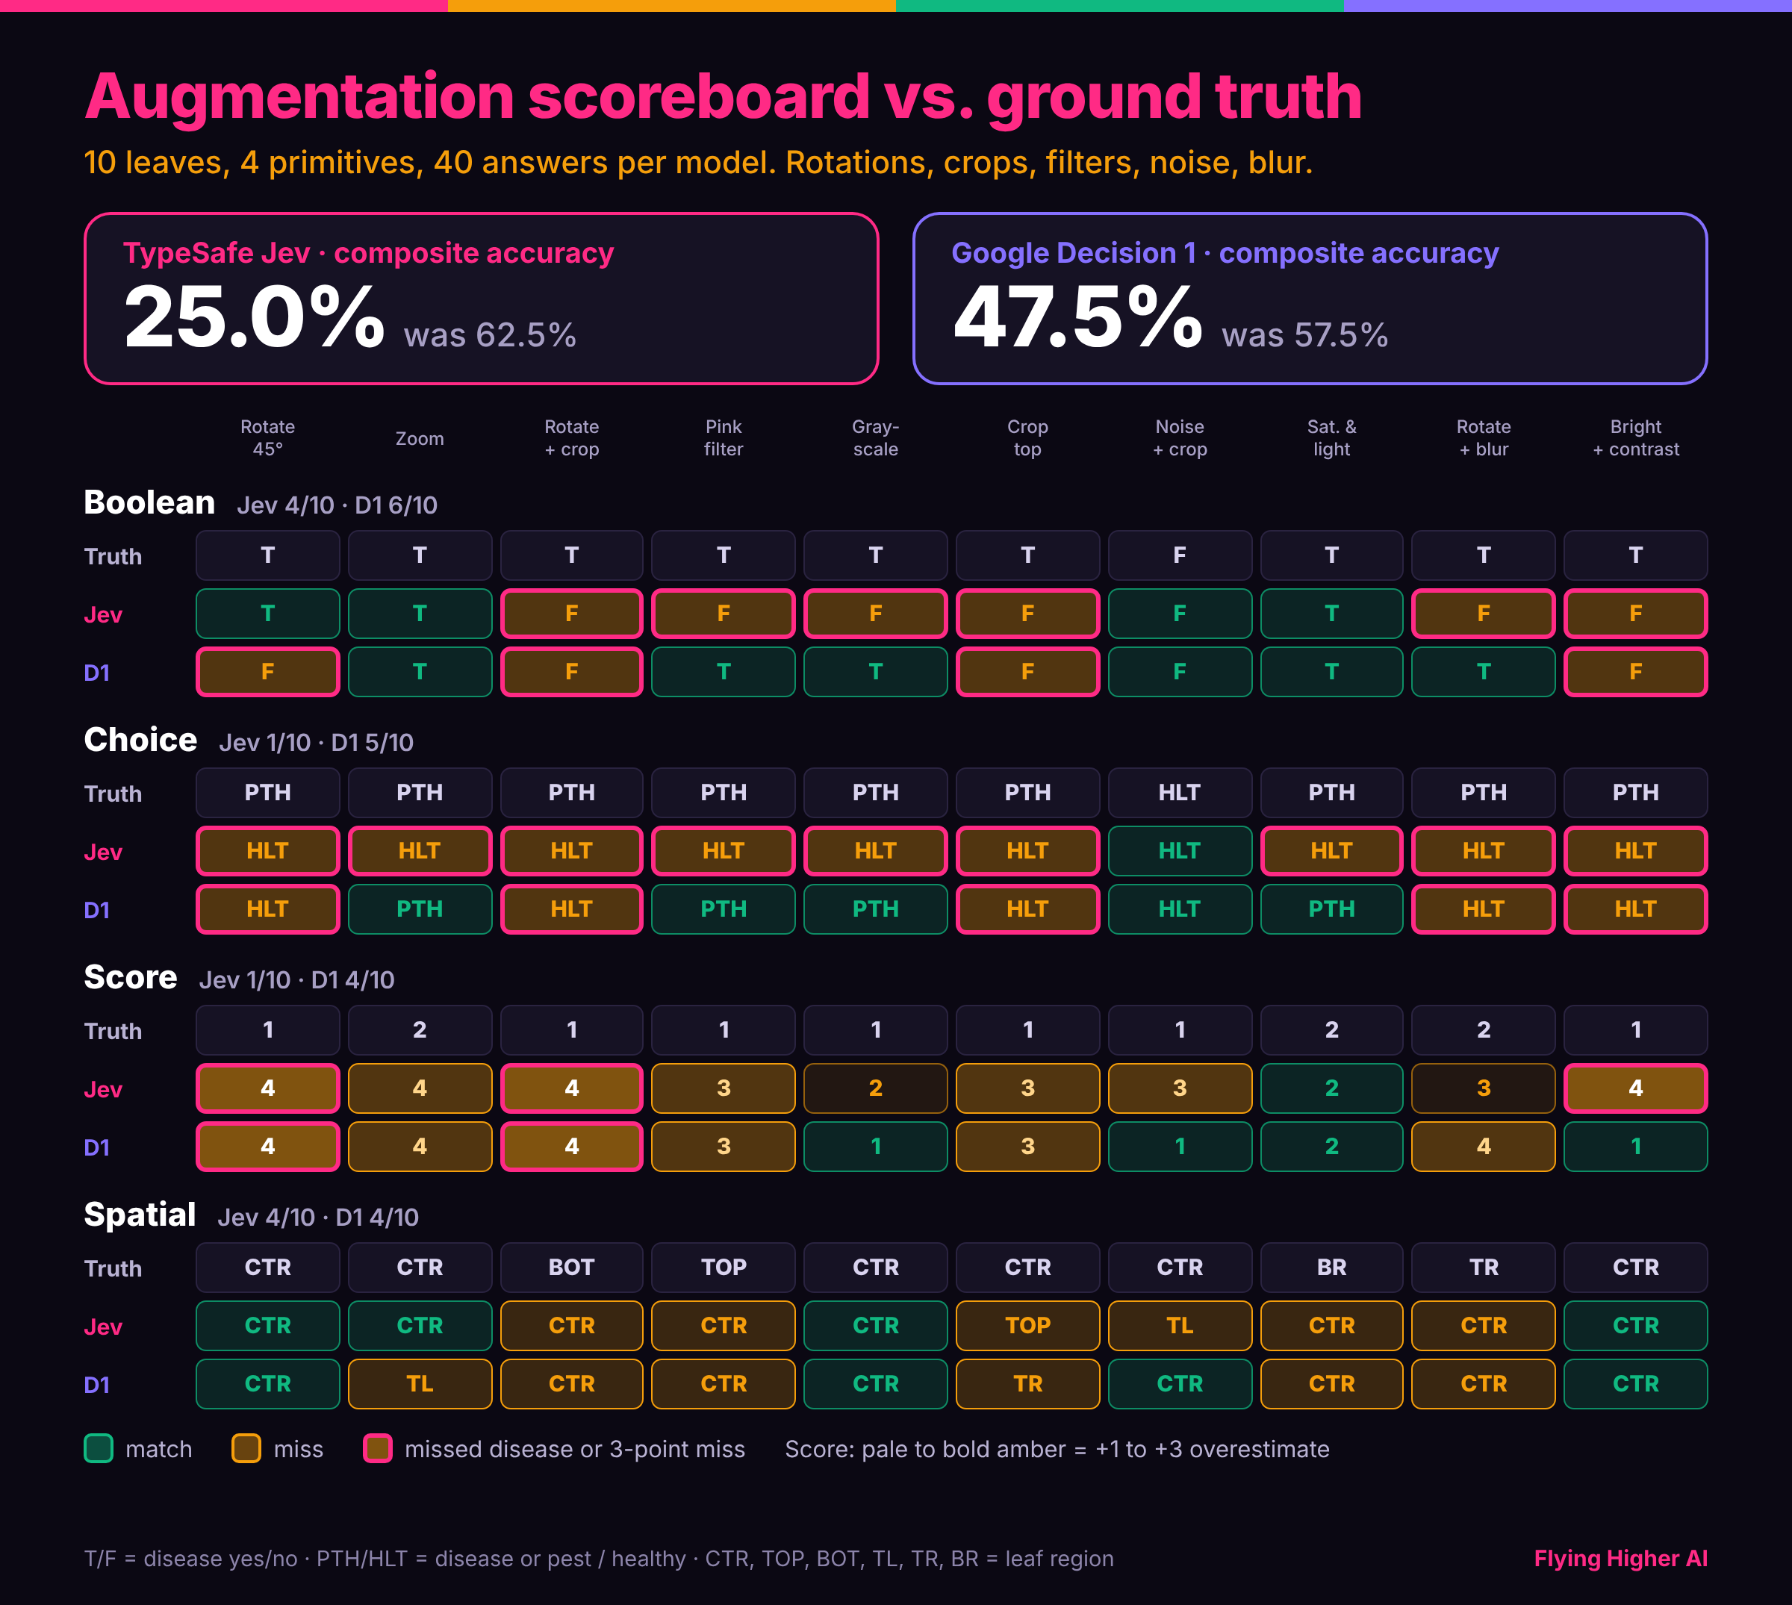 Augmentation scoreboard vs. ground truth
10 leaves, 4 primitives, 40 answers per model. Rotations, crops, filters, noise, blur.
TypeSafe Jev · composite accuracy
25.0% was 62.5%
Google Decision 1 · composite accuracy
47.5% was 57.5%
Rotate 45° Zoom Rotate + crop Pink filter Gray-scale Crop top Noise + crop Sat. & light Rotate + blur Bright + contrast
Boolean Jev 4/10 · D1 6/10
Truth T T T T T T F T T T
Jev T T F F F F F T F F
D1 F T F T T F F T T F
Choice Jev 1/10 · D1 5/10
Truth PTH PTH PTH PTH PTH PTH HLT PTH PTH PTH
Jev HLT HLT HLT HLT HLT HLT HLT HLT HLT HLT
D1 HLT PTH HLT PTH PTH HLT HLT PTH HLT HLT
Score Jev 1/10 · D1 4/10
Truth 1 2 1 1 1 1 1 2 2 1
Jev 4 4 4 3 2 3 3 2 3 4
D1 4 4 4 3 1 3 1 2 4 1
Spatial Jev 4/10 · D1 4/10
Truth CTR CTR BOT TOP CTR CTR CTR BR TR CTR
Jev CTR CTR CTR CTR CTR TOP TL CTR CTR CTR
D1 CTR TL CTR CTR CTR TR CTR CTR CTR CTR
match miss missed disease or 3-point miss Score: pale to bold amber = +1 to +3 overestimate
T/F = disease yes/no · PTH/HLT = disease or pest / healthy · CTR, TOP, BOT, TL, TR, BR = leaf region
Flying Higher AI